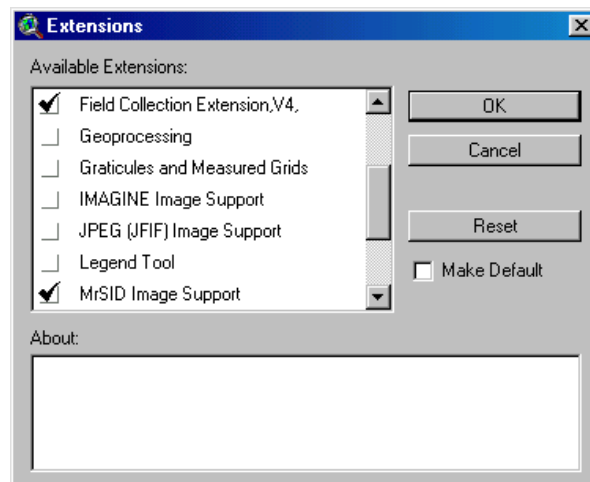 Extensions
Available Extensions:
Field Collection Extension,V4,
Geoprocessing
Graticules and Measured Grids
IMAGINE Image Support
JPEG (JFIF) Image Support
Legend Tool
MrSID Image Support
OK
Cancel
Reset
Make Default
About: